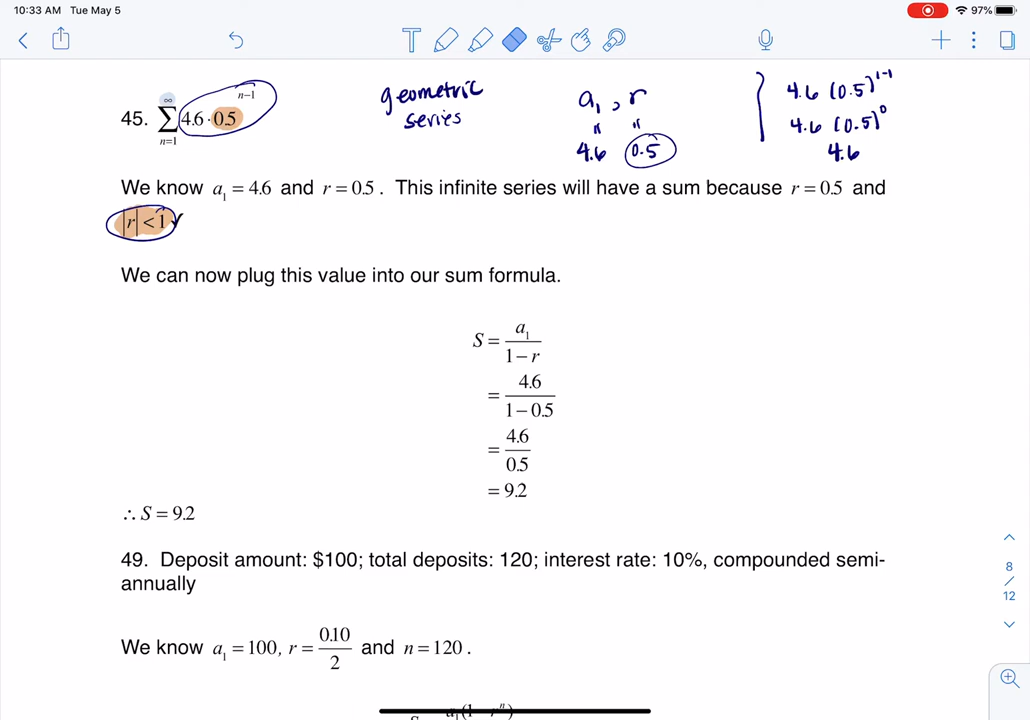 10:33 AM Tue May 5
97%
45. ∞ ∑ n=1 4.6 · 0.5 n−1
geometric
series
a₁ , r
" "
4.6 0.5
4.6 (0.5)¹⁻¹
4.6 (0.5)⁰
4.6
We know a₁ = 4.6 and r = 0.5 . This infinite series will have a sum because r = 0.5 and
|r| < 1 ✓
We can now plug this value into our sum formula.
S = a₁ / 1 − r
= 4.6 / 1 − 0.5
= 4.6 / 0.5
= 9.2
∴ S = 9.2
49. Deposit amount: $100; total deposits: 120; interest rate: 10%, compounded semi-
annually
We know a₁ = 100, r = 0.10 / 2 and n = 120 .
8
/
12